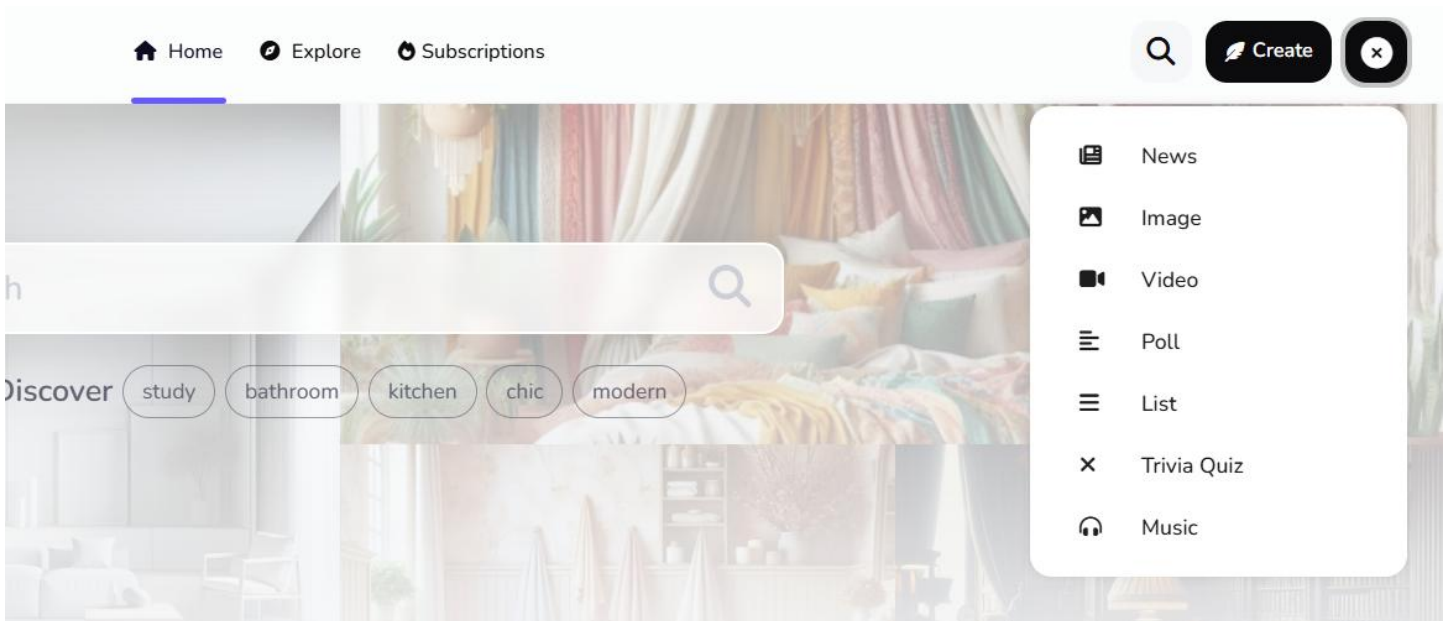 Home Explore Subscriptions Create
News
Image
Video
Poll
List
Trivia Quiz
Music
h
Discover study bathroom kitchen chic modern